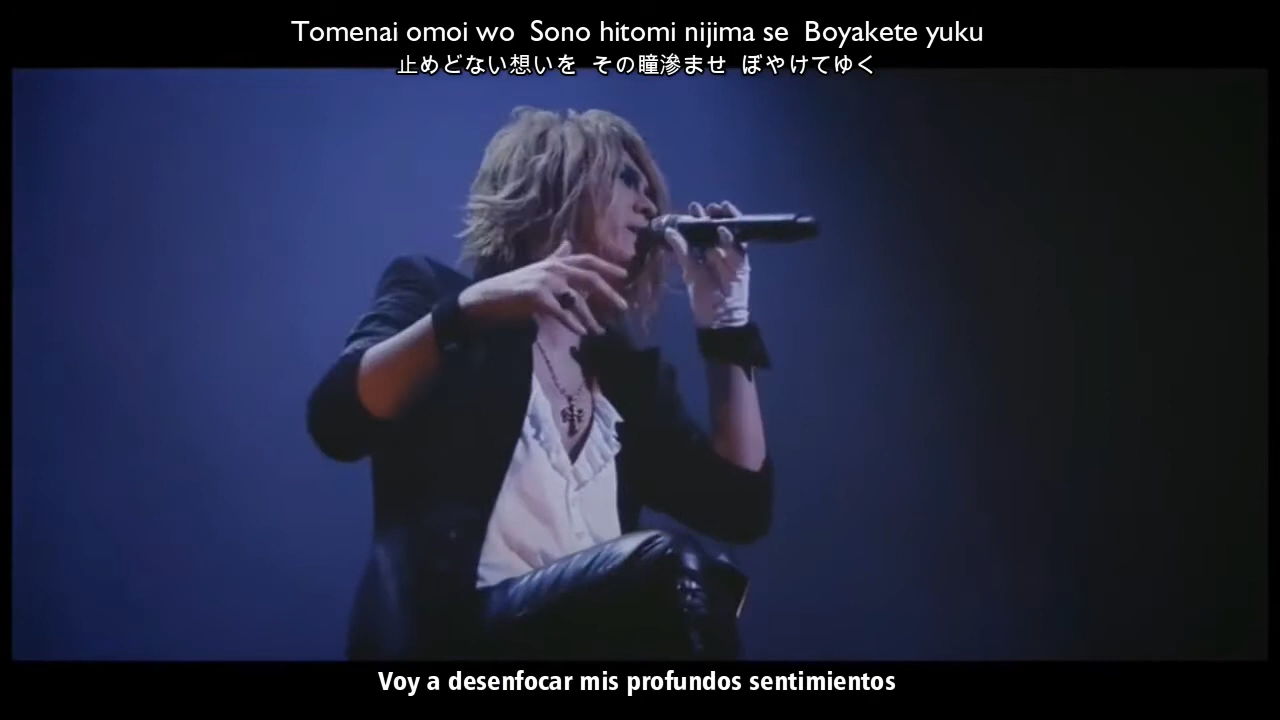 Tomenai omoi wo Sono hitomi nijima se Boyakete yuku
止めどない想いを その瞳滲ませ ぼやけてゆく
Voy a desenfocar mis profundos sentimientos